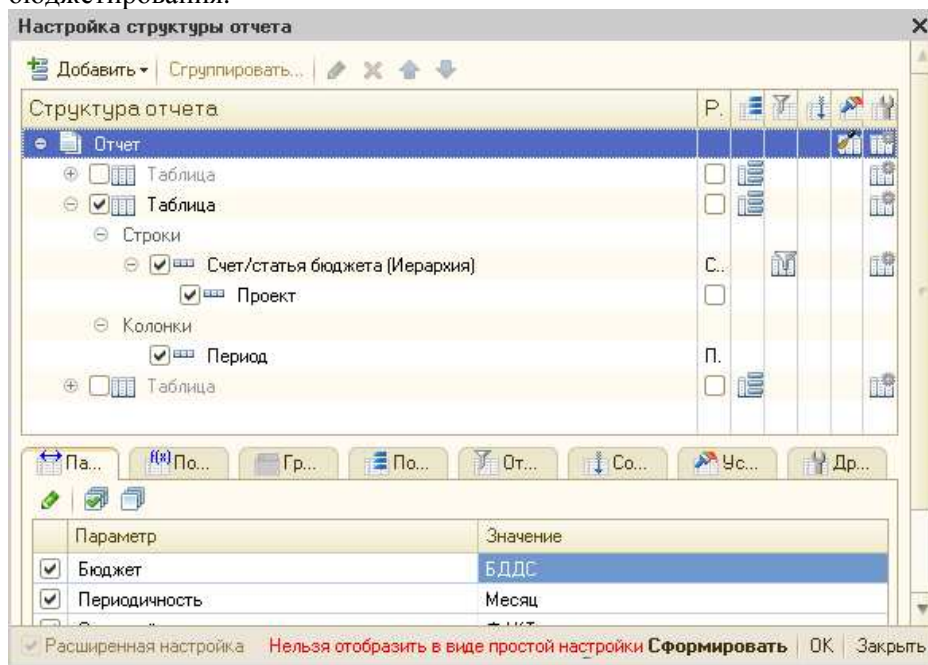 бюджетирования.
Настройка структуры отчета
Добавить Сгруппировать...
Структура отчета Р.
Отчет
Таблица
Таблица
Строки
Счет/статья бюджета (Иерархия) С..
Проект
Колонки
Период П.
Таблица
Па... f(x) По... Гр... По... От... Со... Ус... Др...
Параметр Значение
Бюджет БДДС
Периодичность Месяц
Расширенная настройка Нельзя отобразить в виде простой настройки Сформировать ОК Закрыть